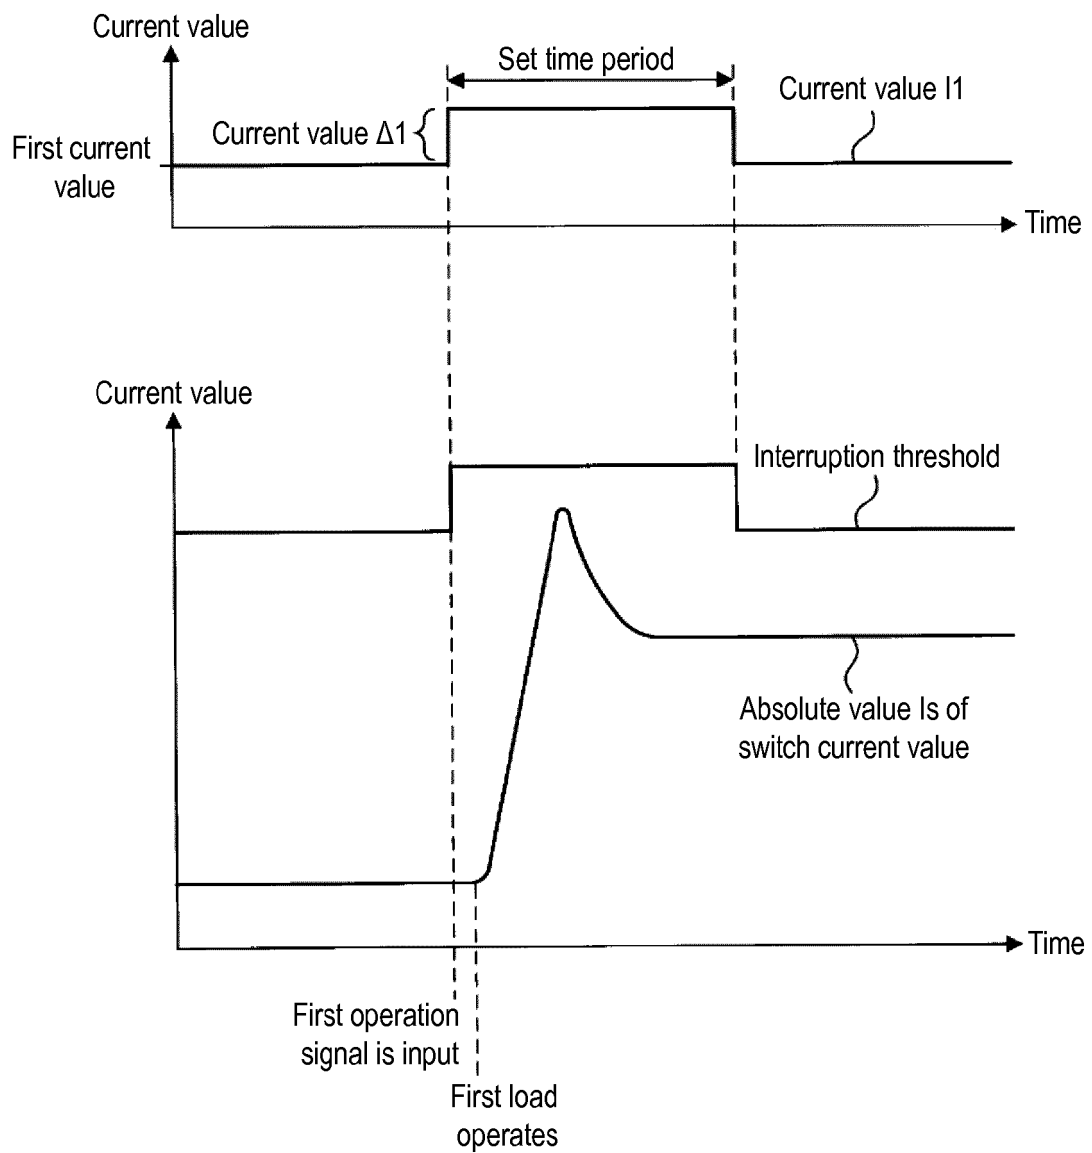 Current value
Set time period
Current value I1
Current value Δ1
First current
value
Time
Current value
Interruption threshold
Absolute value Is of
switch current value
Time
First operation
signal is input
First load
operates